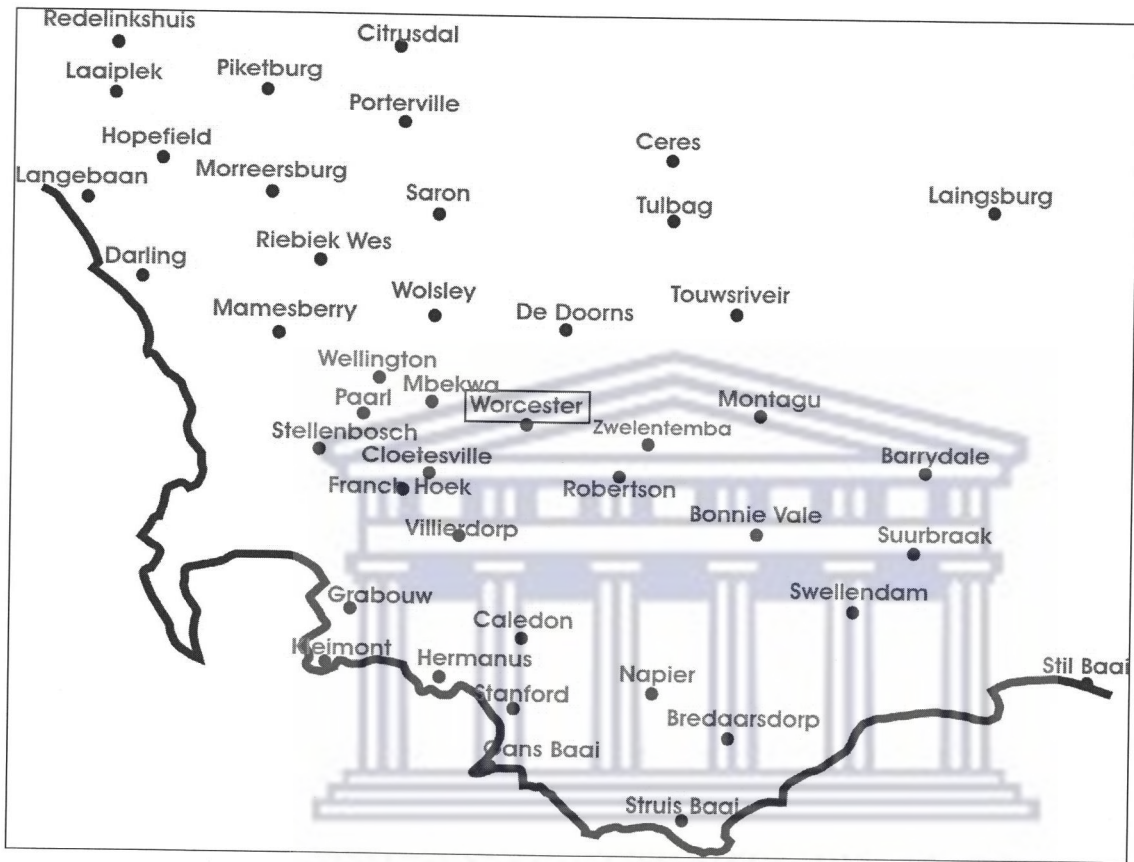 Redelinkshuis
Citrusdal
Laaiplek
Piketburg
Porterville
Hopefield
Ceres
Langebaan
Morreersburg
Saron
Tulbag
Laingsburg
Riebiek Wes
Darling
Mamesberry
Wolsley
De Doorns
Touwsriveir
Wellington
Mbekwa
Paarl
Worcester
Montagu
Stellenbosch
Zwelentemba
Cloetesville
Barrydale
Franch Hoek
Robertson
Villierdorp
Bonnie Vale
Suurbraak
Grabouw
Swellendam
Caledon
Kleimont
Hermanus
Napier
Stil Baai
Stanford
Bredaarsdorp
Gans Baai
Struis Baai